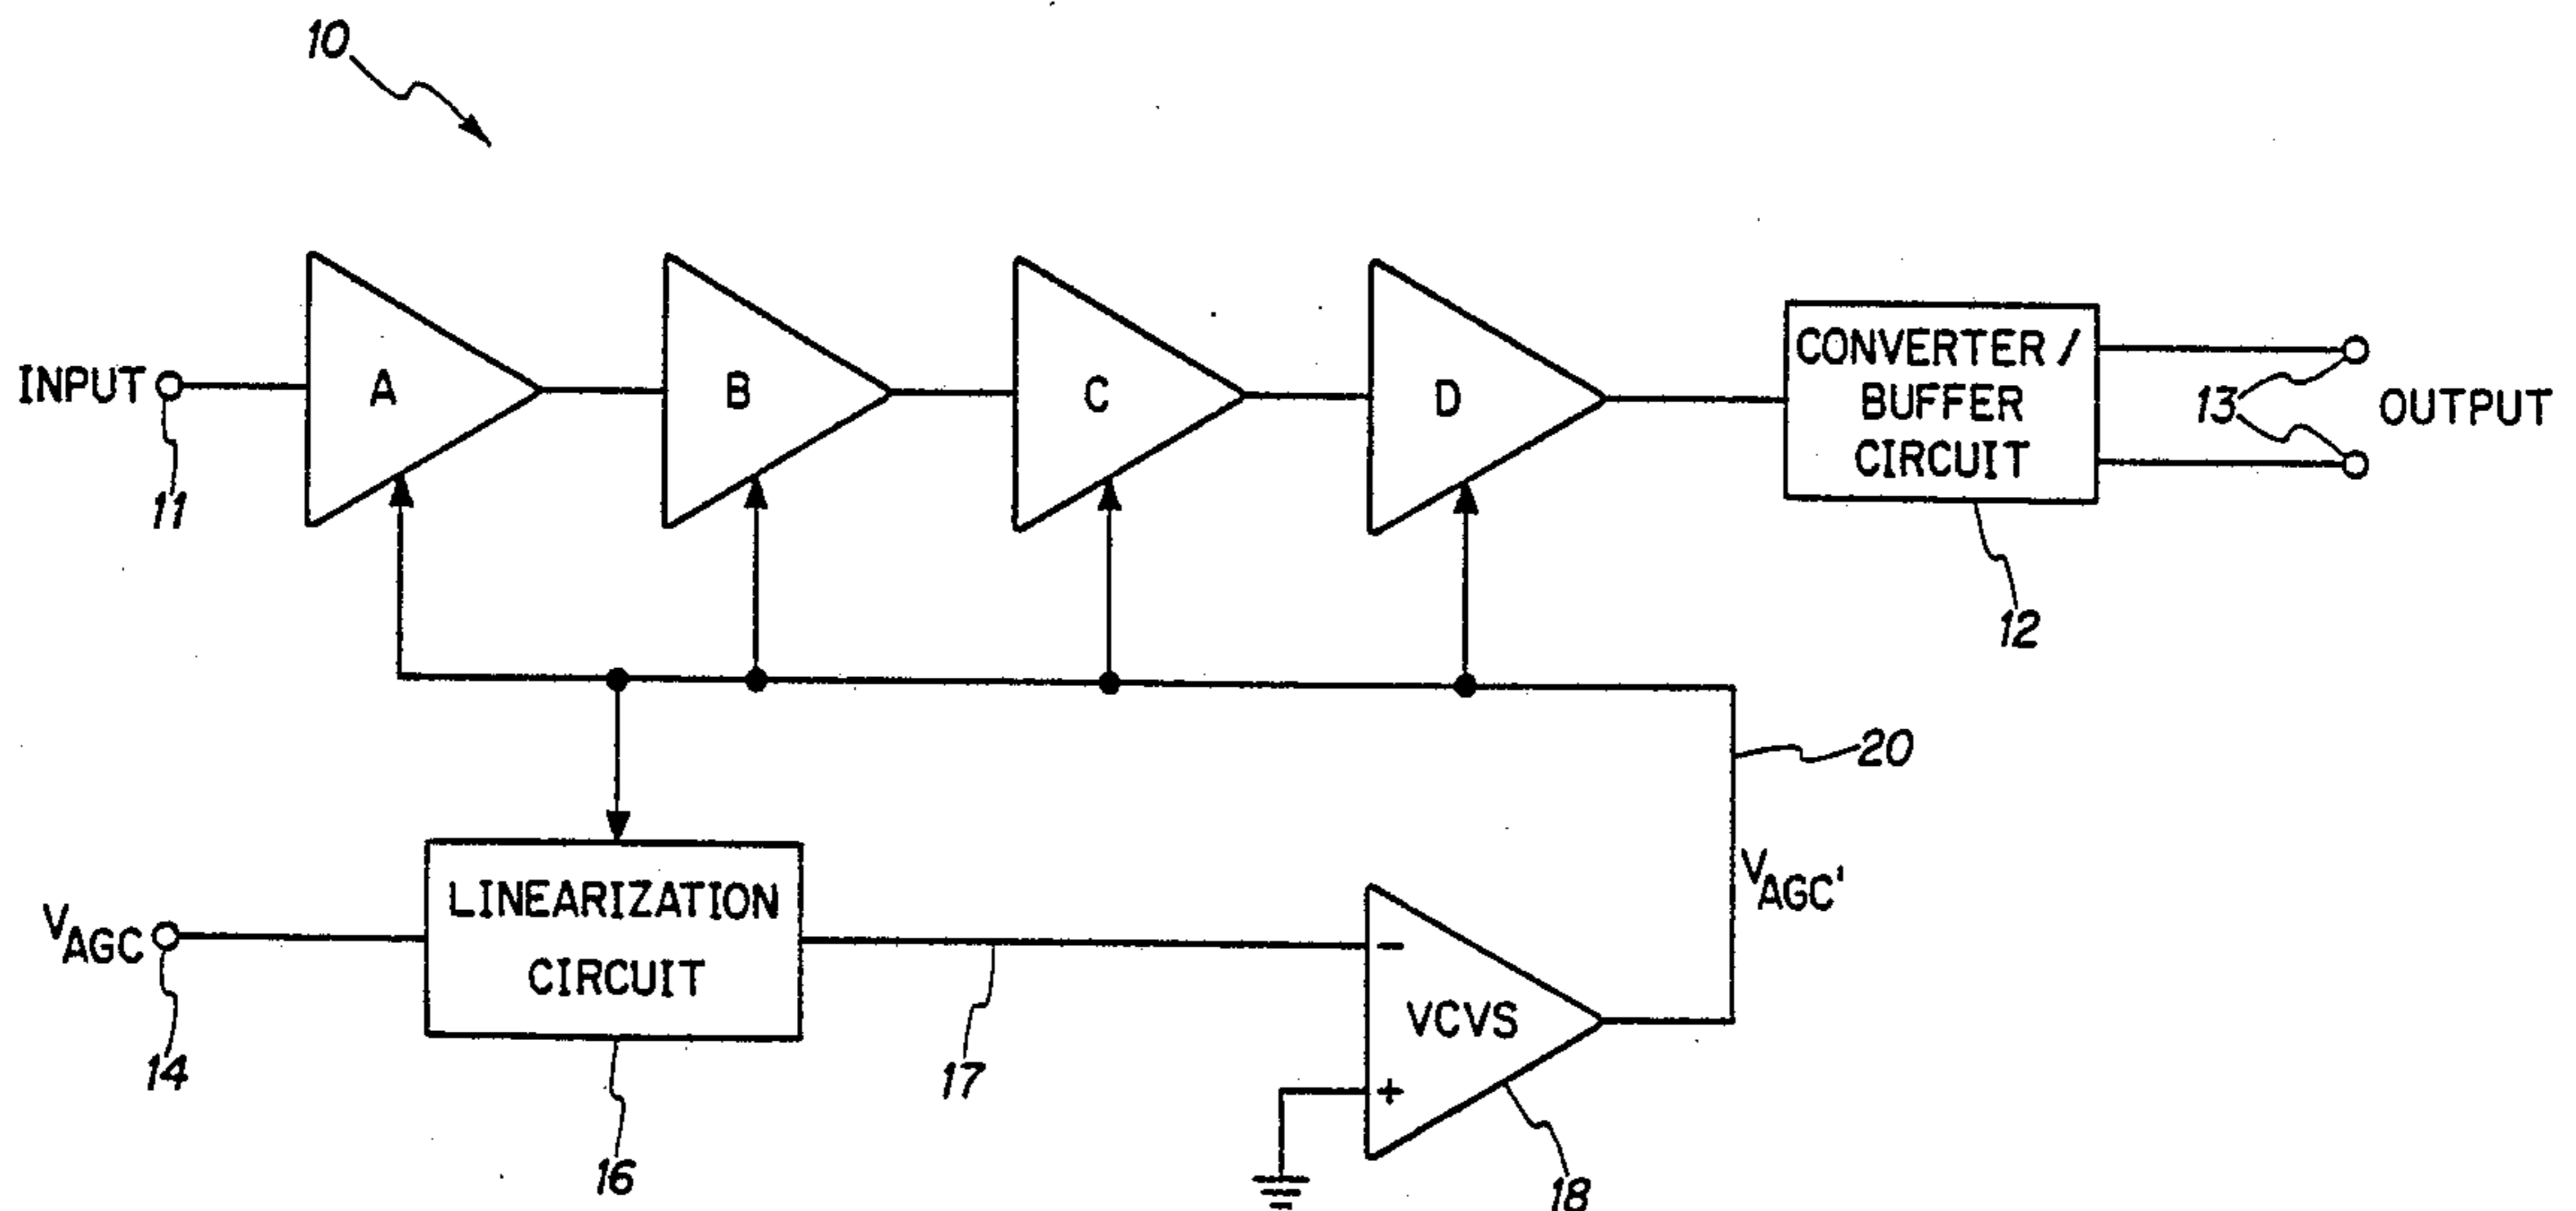 10
INPUT
11
A
B
C
D
CONVERTER /
BUFFER
CIRCUIT
12
13
OUTPUT
20
VAGC'
VAGC
14
LINEARIZATION
CIRCUIT
16
17
-
VCVS
+
18